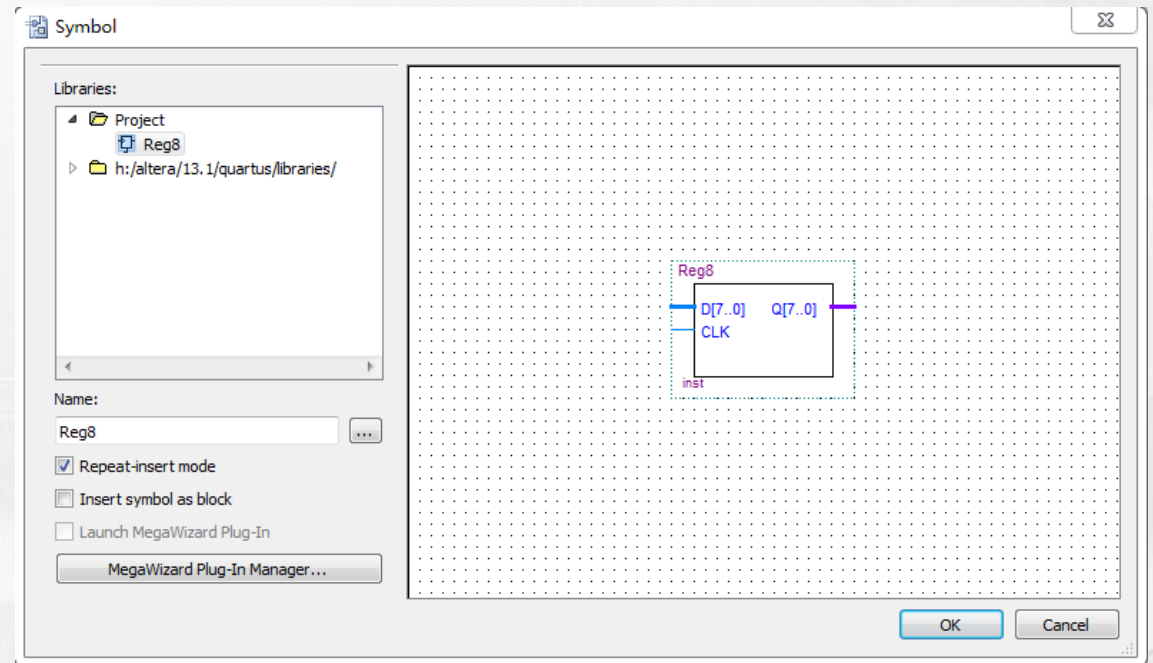 Symbol
Libraries:
Project
Reg8
h:/altera/13.1/quartus/libraries/
Name:
Reg8
...
Repeat-insert mode
Insert symbol as block
Launch MegaWizard Plug-In
MegaWizard Plug-In Manager...
Reg8
D[7..0] Q[7..0]
CLK
inst
OK Cancel